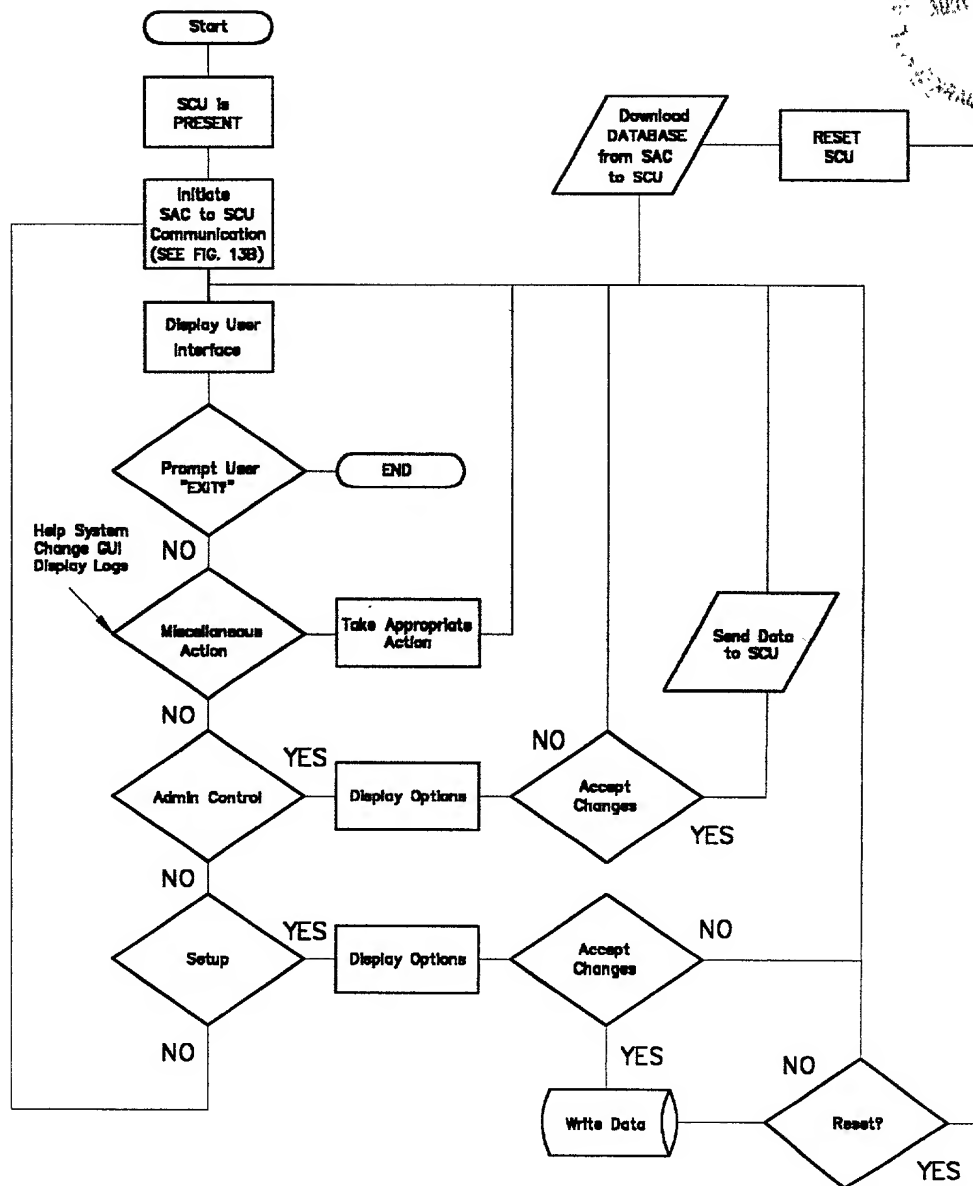 Start
SCU is
PRESENT
Initiate
SAC to SCU
Communication
(SEE FIG. 13B)
Download
DATABASE
from SAC
to SCU
RESET
SCU
Display User
Interface
Prompt User
"EXIT?"
END
NO
Help System
Change GUI
Display Logs
Miscellaneous
Action
Take Appropriate
Action
Send Data
to SCU
NO
Admin Control
YES
Display Options
NO
Accept
Changes
YES
NO
Setup
YES
Display Options
Accept
Changes
NO
NO
YES
Write Data
NO
Reset?
YES